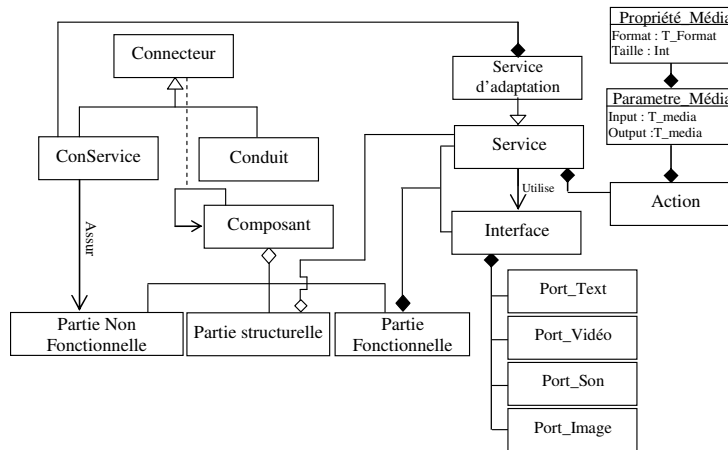 Propriété_Média
Format : T_Format
Taille : Int
Connecteur
Service
d’adaptation
Parametre_Média
Input : T_media
Output :T_media
ConService
Conduit
Service
Utilise
Action
Composant
Interface
Assur
Port_Text
Partie Non
Fonctionnelle
Partie structurelle
Partie
Fonctionnelle
Port_Vidéo
Port_Son
Port_Image